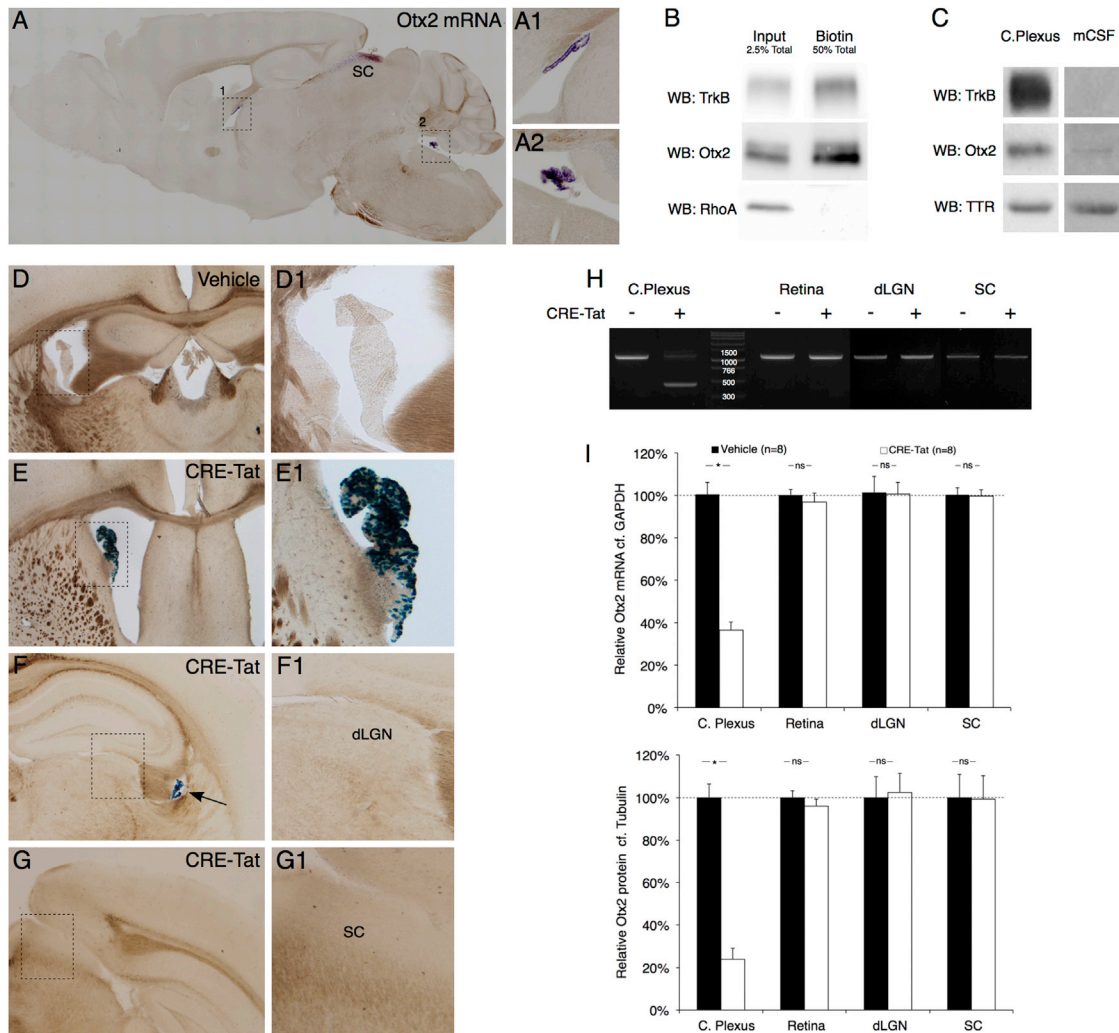 A
Otx2 mRNA
SC
1
2
A1
A2
B
Input
2.5% Total
Biotin
50% Total
WB: TrkB
WB: Otx2
WB: RhoA
C
C.Plexus
mCSF
WB: TrkB
WB: Otx2
WB: TTR
D
Vehicle
D1
E
CRE-Tat
E1
F
CRE-Tat
F1
dLGN
G
CRE-Tat
G1
SC
H
C.Plexus
Retina
dLGN
SC
CRE-Tat
- + - + - + - +
1500
1000
766
500
300
I
Vehicle (n=8)
CRE-Tat (n=8)
Relative Otx2 mRNA cf. GAPDH
120%
100%
80%
60%
40%
20%
0%
* ns ns ns
C. Plexus Retina dLGN SC
Relative Otx2 protein cf. Tubulin
120%
100%
80%
60%
40%
20%
0%
* ns ns ns
C. Plexus Retina dLGN SC